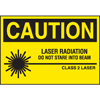 CAUTION
LASER RADIATION
DO NOT STARE INTO BEAM
CLASS 2 LASER